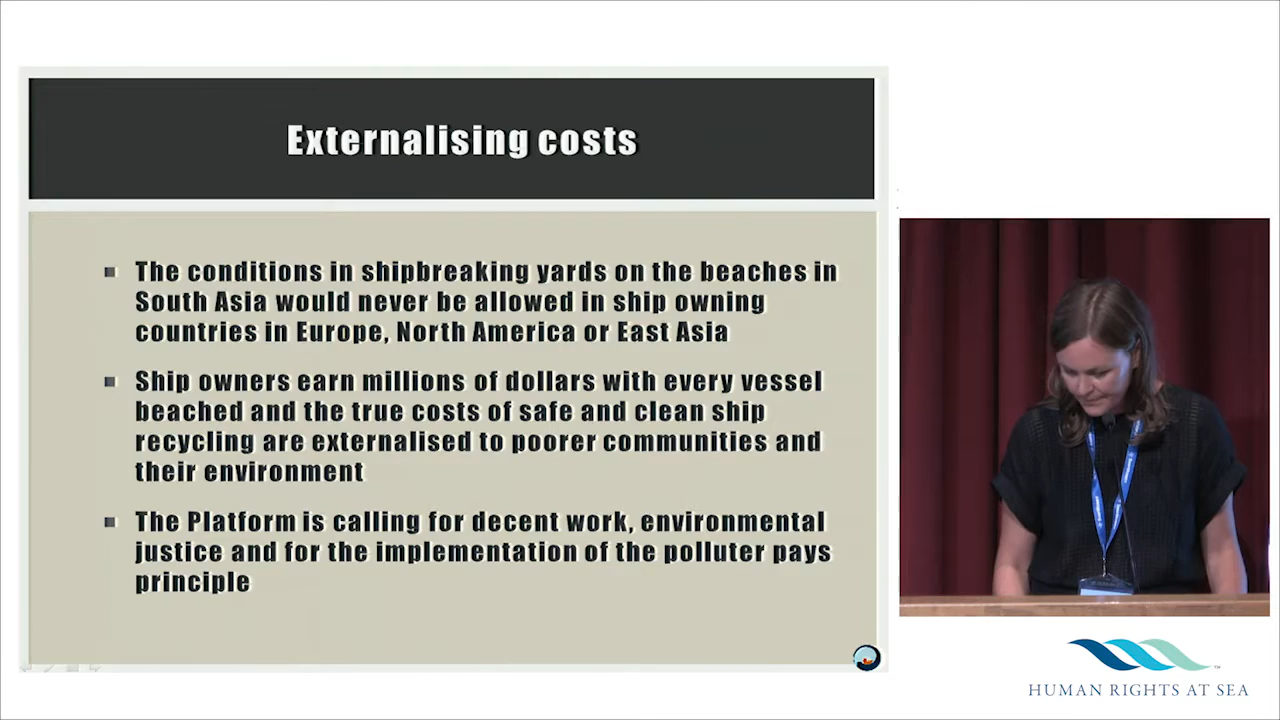 Externalising costs
The conditions in shipbreaking yards on the beaches in
South Asia would never be allowed in ship owning
countries in Europe, North America or East Asia
Ship owners earn millions of dollars with every vessel
beached and the true costs of safe and clean ship
recycling are externalised to poorer communities and
their environment
The Platform is calling for decent work, environmental
justice and for the implementation of the polluter pays
principle
™
HUMAN RIGHTS AT SEA